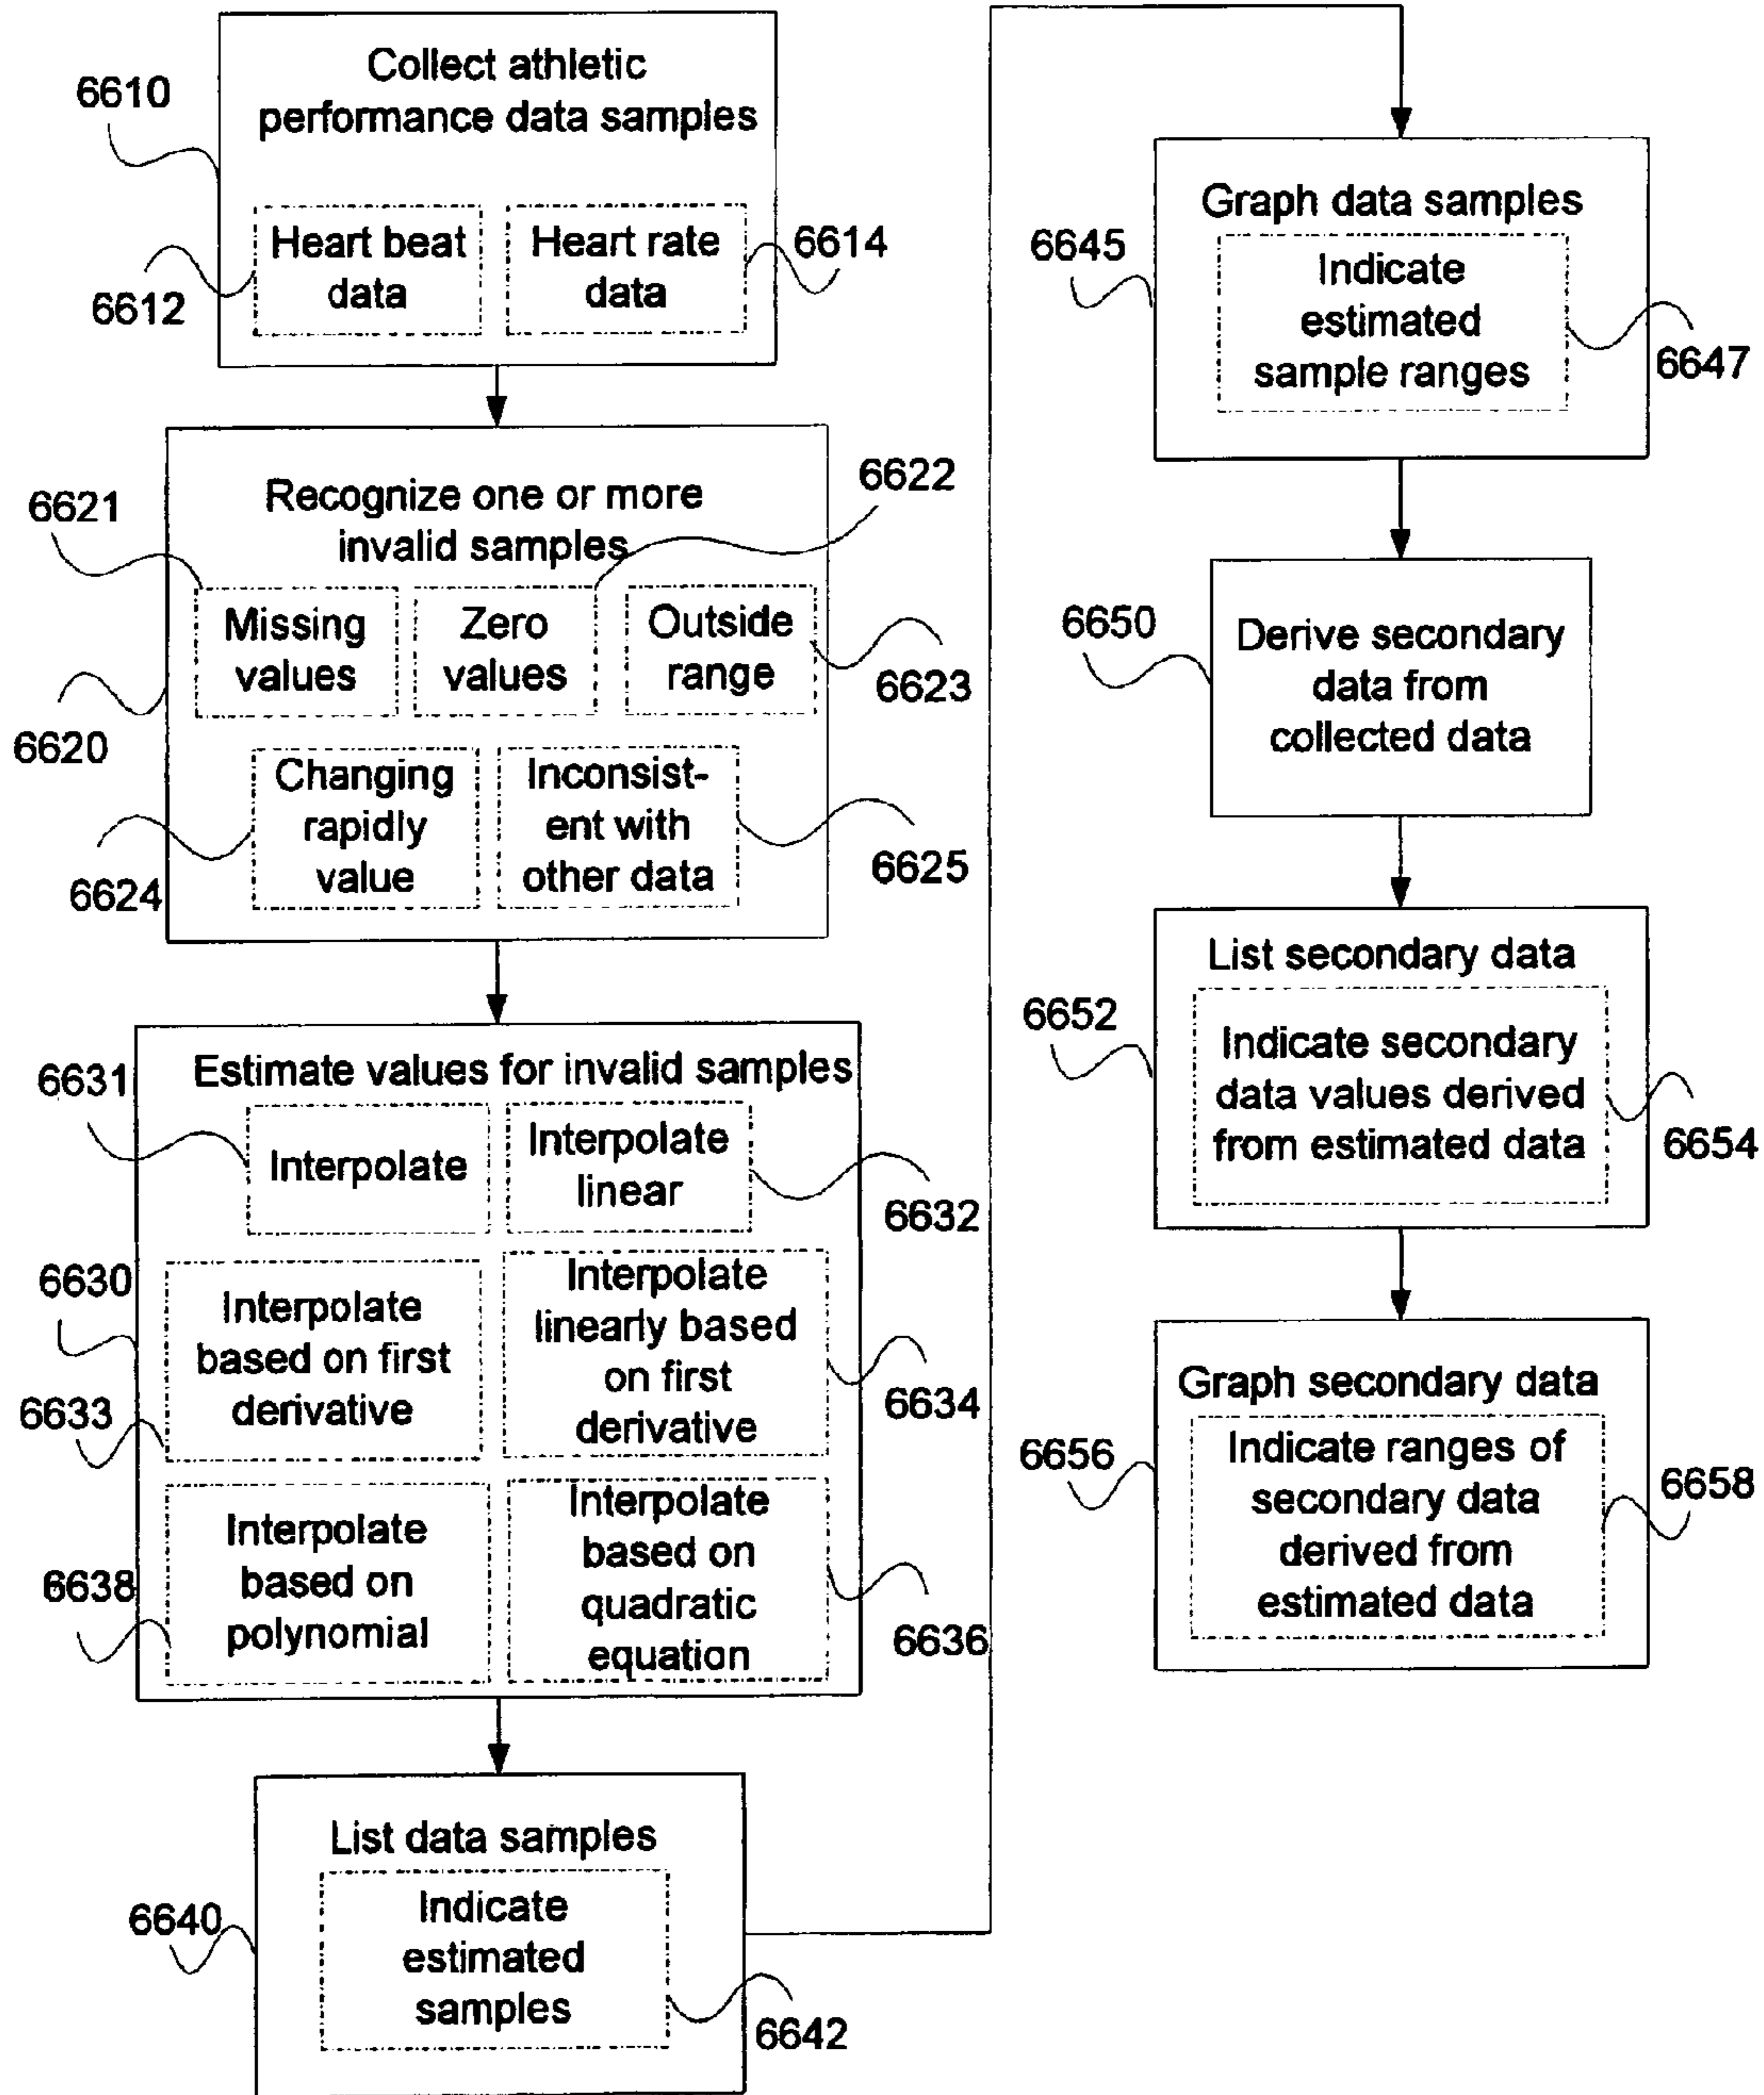 Collect athletic
performance data samples
6610
Heart beat
data
6612
Heart rate
data
6614
Recognize one or more
invalid samples
6621
6622
Missing
values
Zero
values
Outside
range
6623
6620
Changing
rapidly
value
6624
Inconsist-
ent with
other data
6625
Estimate values for invalid samples
6631
Interpolate
Interpolate
linear
6632
6630
Interpolate
based on first
derivative
6633
Interpolate
linearly based
on first
derivative
6634
Interpolate
based on
polynomial
6638
Interpolate
based on
quadratic
equation
6636
List data samples
6640
Indicate
estimated
samples
6642
Graph data samples
6645
Indicate
estimated
sample ranges
6647
6650
Derive secondary
data from
collected data
List secondary data
6652
Indicate secondary
data values derived
from estimated data
6654
Graph secondary data
6656
Indicate ranges of
secondary data
derived from
estimated data
6658